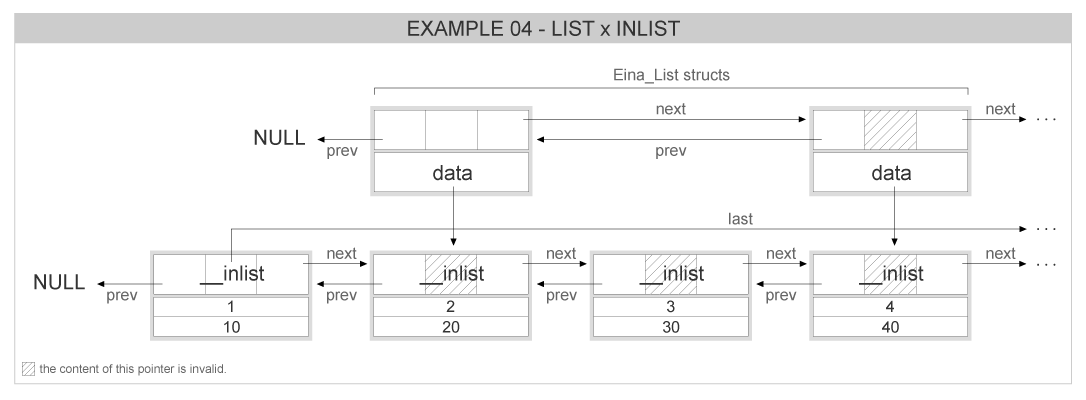 EXAMPLE 04 - LIST x INLIST
Eina_List structs
next
next
...
NULL
prev
prev
data
data
last
...
next
next
next
next
...
__inlist
__inlist
__inlist
__inlist
NULL
prev
prev
prev
prev
1
2
3
4
10
20
30
40
the content of this pointer is invalid.